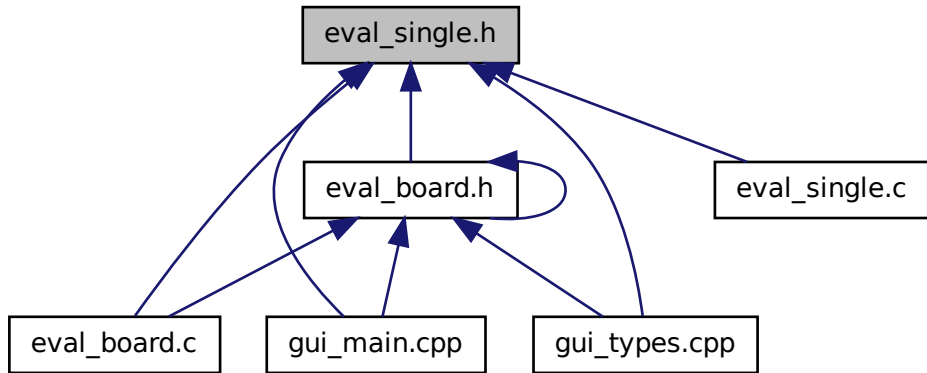 eval_single.h
eval_board.h
eval_single.c
eval_board.c
gui_main.cpp
gui_types.cpp